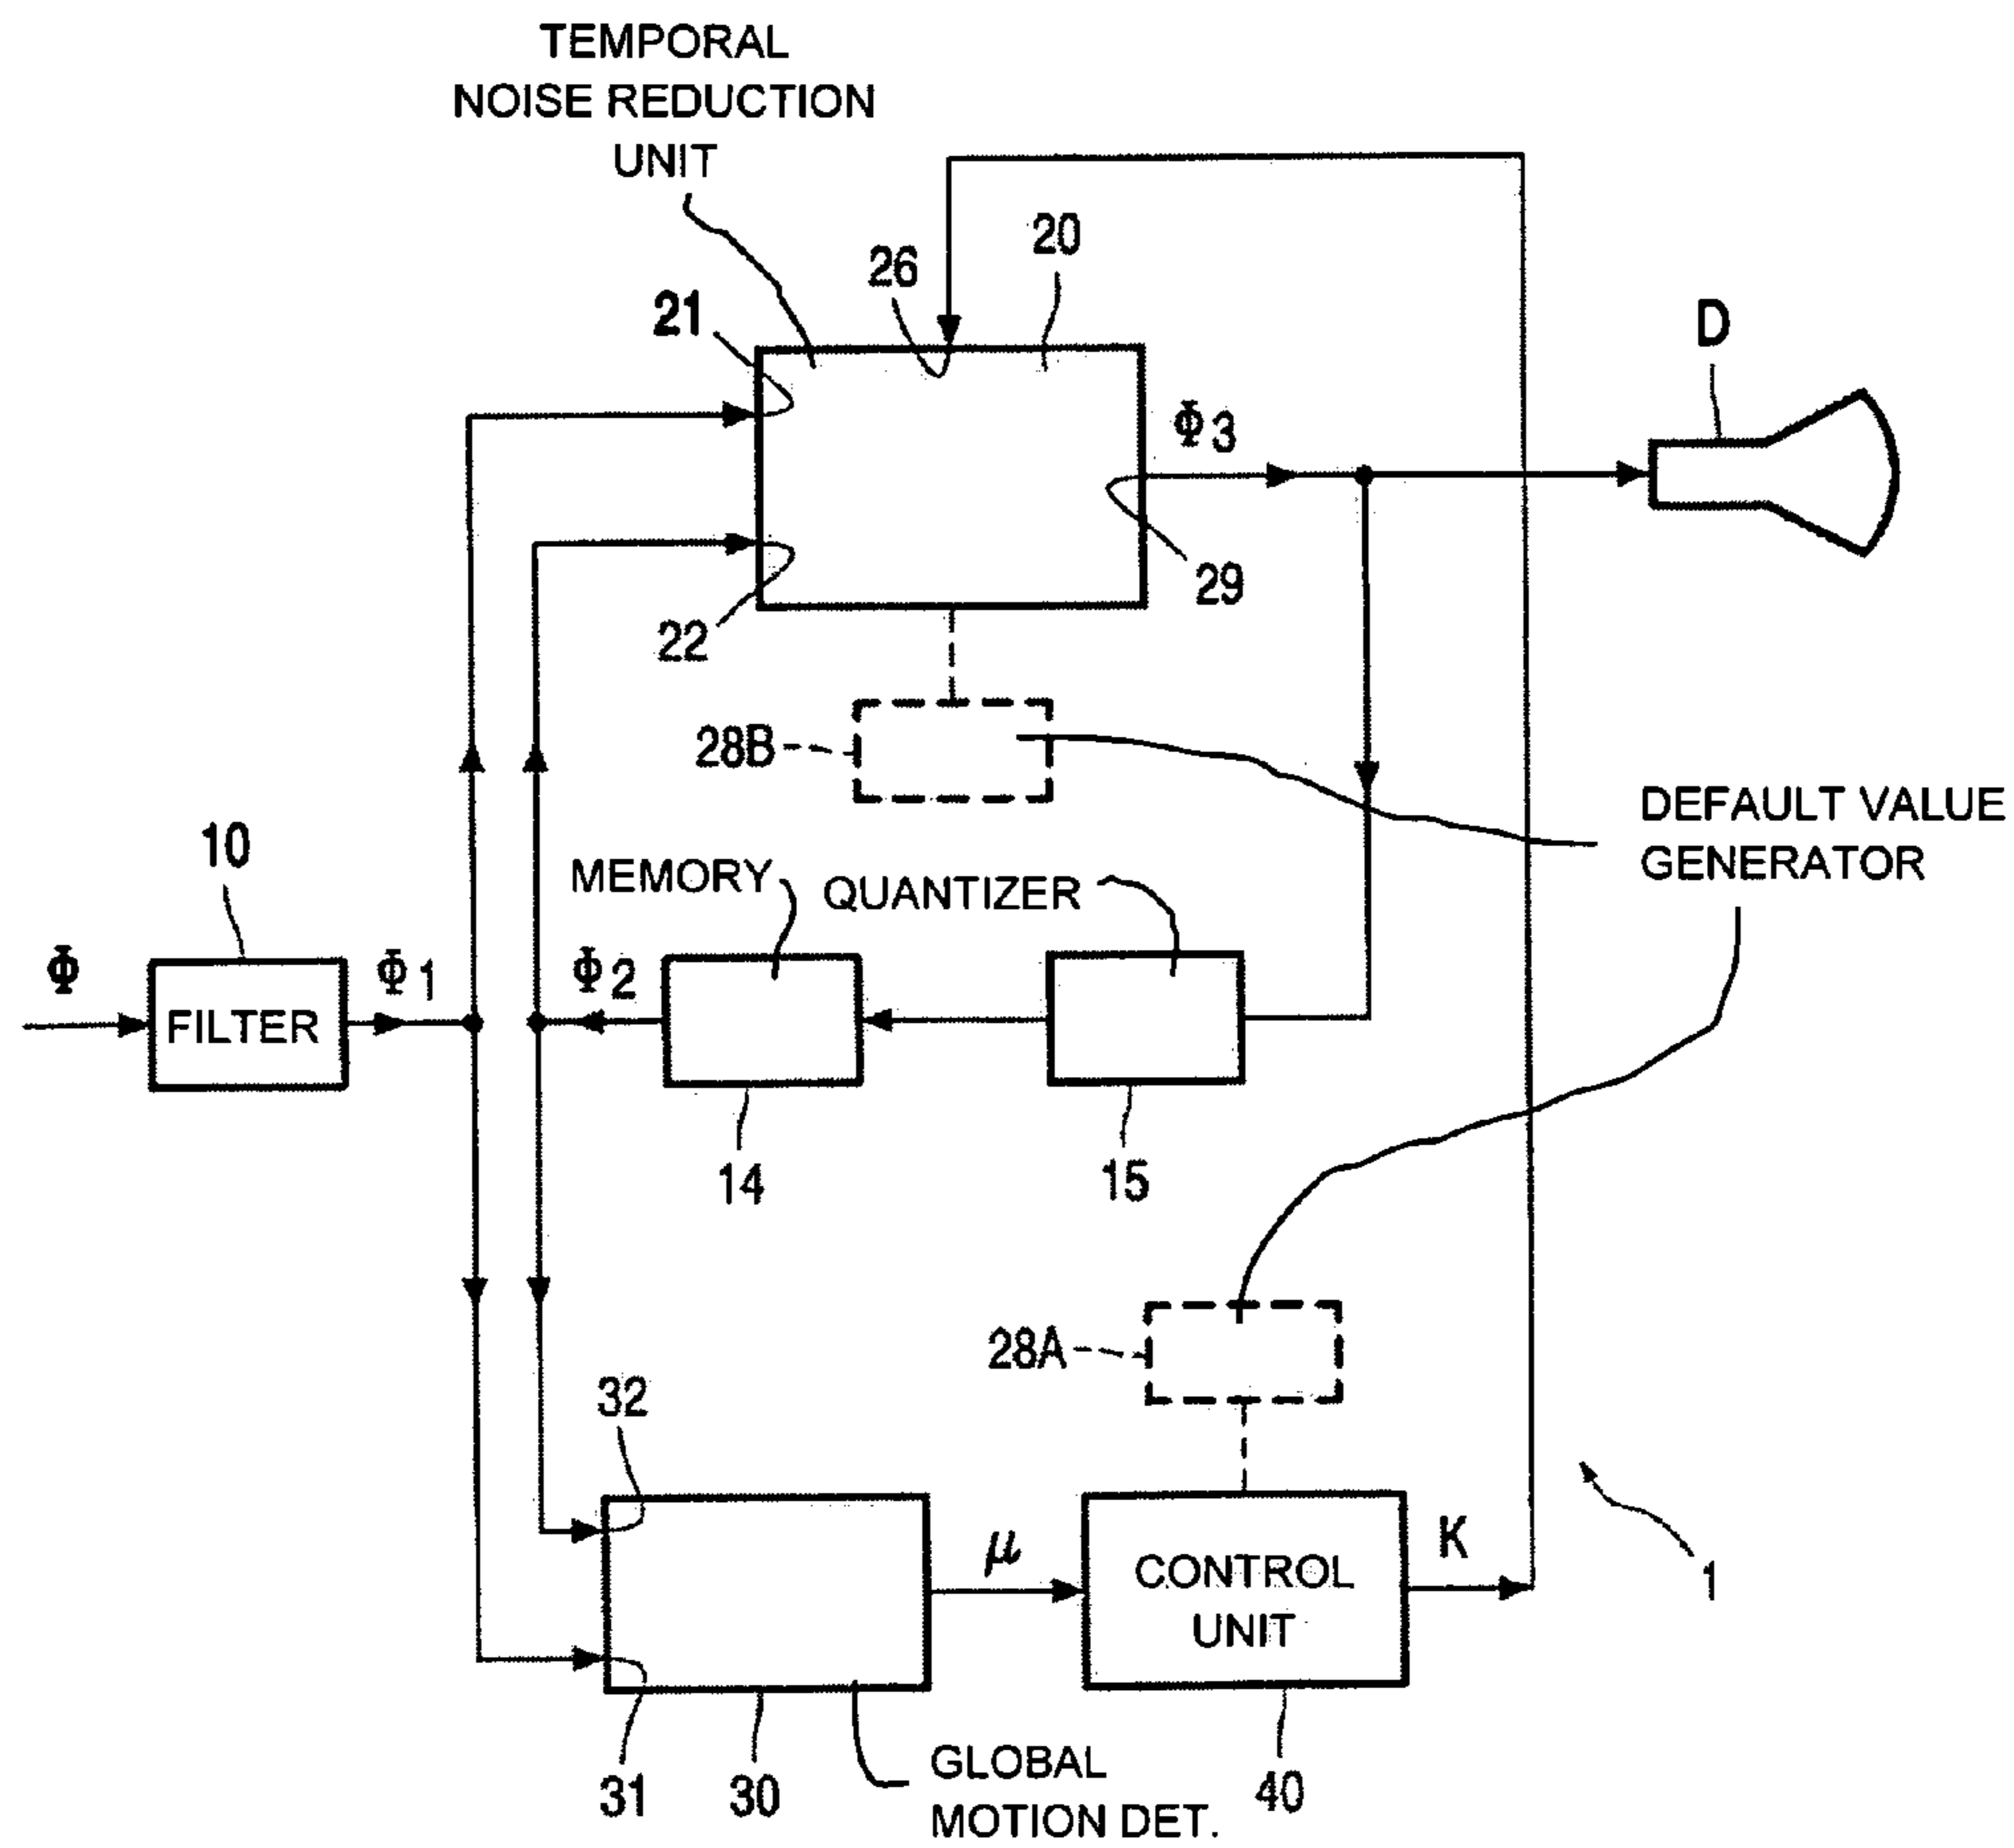 TEMPORAL
NOISE REDUCTION
UNIT
20
26
21
D
Φ3
29
22
28B
DEFAULT VALUE
GENERATOR
10
MEMORY
QUANTIZER
Φ
Φ1
Φ2
FILTER
14
15
28A
32
μ
K
CONTROL
UNIT
1
31
30
GLOBAL
MOTION DET.
40